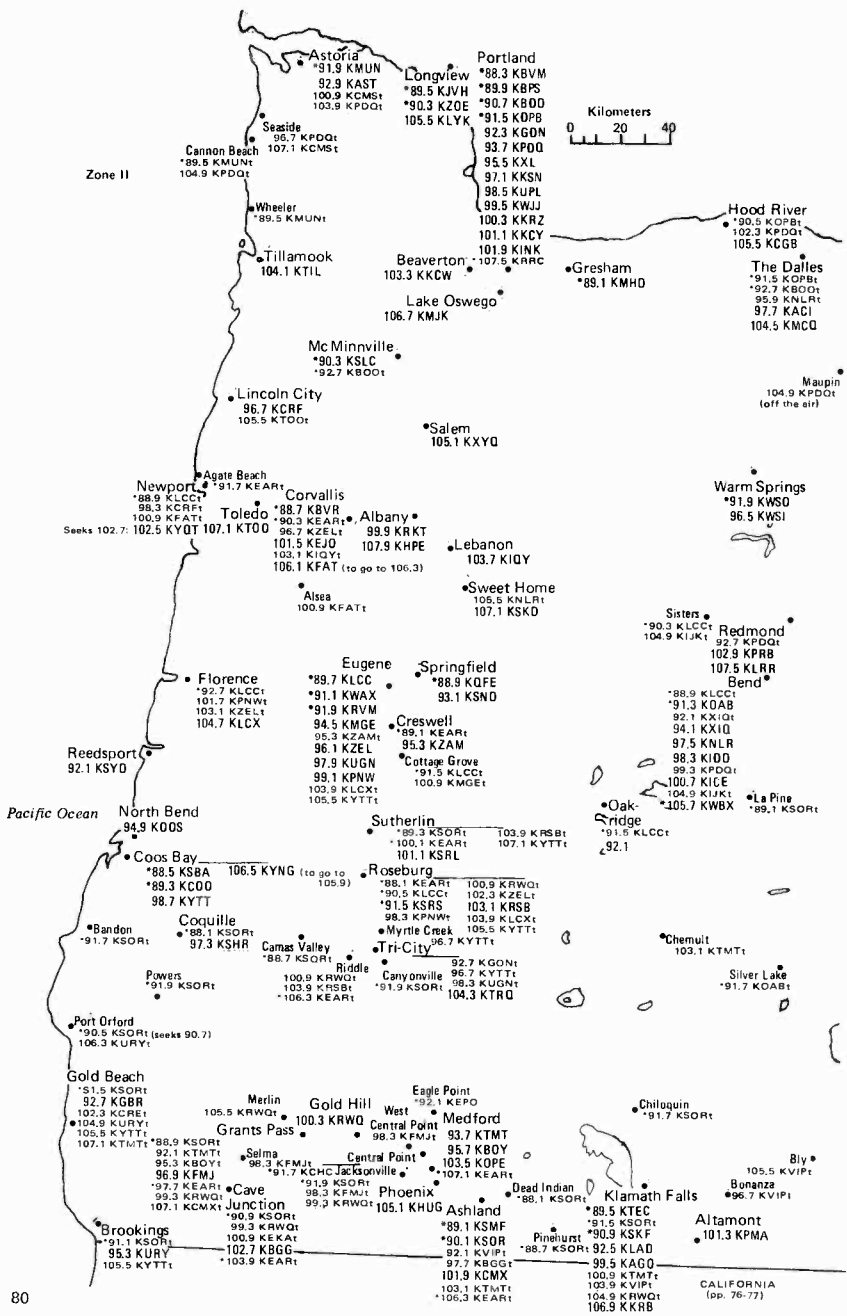 Astoria
*91.9 KMUN
92.9 KAST
100.9 KCMSt
103.9 KPDQt
Longview
*89.5 KJVH
*90.3 KZOE
105.5 KLYK
Portland
*88.3 KBVM
*89.9 KBPS
*90.7 KBOO
*91.5 KOPB
92.3 KGON
93.7 KPDQ
95.5 KXL
97.1 KKSN
98.5 KUPL
99.5 KWJJ
100.3 KKRZ
101.1 KKCY
101.9 KINK
*107.5 KRRC
Kilometers
0 20 40
Seaside
96.7 KPDQt
107.1 KCMSt
Cannon Beach
*89.5 KMUNt
104.9 KPDQt
Zone II
Wheeler
*89.5 KMUNt
Tillamook
104.1 KTIL
Beaverton
103.3 KKCW
Lake Oswego
106.7 KMJK
Gresham
*89.1 KMHD
Hood River
*90.5 KOPBt
102.3 KPDQt
105.5 KCGB
The Dalles
*91.5 KOPBt
*92.7 KBOOt
95.9 KNLRt
97.7 KACI
104.5 KMCQ
McMinnville
*90.3 KSLC
*92.7 KBOOt
Maupin
104.9 KPDQt
(off the air)
Lincoln City
96.7 KCRF
105.5 KTOOt
Salem
105.1 KXYQ
Agate Beach
*91.7 KEARt
Newport
*88.9 KLCCt
98.3 KCRFt
100.9 KFATt
Seeks 102.7: 102.5 KYQT
Toledo
107.1 KTOO
Corvallis
*88.7 KBVR
*90.3 KEARt
96.7 KZELt
101.5 KEJO
103.1 KIQYt
106.1 KFAT (to go to 106.3)
Albany
99.9 KRKT
107.9 KHPE
Lebanon
103.7 KIQY
Warm Springs
*91.9 KWSO
96.5 KWSI
Alsea
100.9 KFATt
Sweet Home
105.5 KNLRt
107.1 KSKD
Sisters
*90.3 KLCCt
104.9 KIJKt
Redmond
92.7 KPDQt
102.9 KPRB
107.5 KLRR
Bend
*88.9 KLCCt
*91.3 KOAB
92.1 KXIQt
94.1 KXIQ
97.5 KNLR
98.3 KIOO
99.3 KPDQt
100.7 KICE
104.9 KIJKt
*105.7 KWBX
Florence
*92.7 KLCCt
101.7 KPNWt
103.1 KZELt
104.7 KLCX
Eugene
*89.7 KLCC
*91.1 KWAX
*91.9 KRVM
94.5 KMGE
95.3 KZAMt
96.1 KZEL
97.9 KUGN
99.1 KPNW
103.9 KLCXt
105.5 KYTTt
Springfield
*88.9 KQFE
93.1 KSND
Creswell
*89.1 KEARt
95.3 KZAM
Cottage Grove
*91.5 KLCCt
100.9 KMGEt
Reedsport
92.1 KSYD
La Pine
*89.1 KSORt
Oak-
ridge
*91.5 KLCCt
92.1
Pacific Ocean
North Bend
94.9 KOOS
Sutherlin
*89.3 KSORt 103.9 KRSBt
*100.1 KEARt 107.1 KYTTt
101.1 KSRL
Coos Bay
*88.5 KSBA 106.5 KYNG (to go to
*89.3 KCOO 105.9)
98.7 KYTT
Roseburg
*88.1 KEARt 100.9 KRWQt
*90.5 KLCCt 102.3 KZELt
*91.5 KSRS 103.1 KRSB
98.3 KPNWt 103.9 KLCXt
105.5 KYTTt
Bandon
*91.7 KSORt
Coquille
*88.1 KSORt
97.3 KSHR
Camas Valley
*88.7 KSORt
Myrtle Creek
96.7 KYTTt
Tri-City
92.7 KGONt
96.7 KYTTt
98.3 KUGNt
104.3 KTRQ
Riddle
100.9 KRWQt
103.9 KRSBt
*106.3 KEARt
Canyonville
*91.9 KSORt
Chemult
103.1 KTMTt
Silver Lake
*91.7 KOABt
Powers
*91.9 KSORt
Port Orford
*90.5 KSORt (seeks 90.7)
106.3 KURYt
Gold Beach
*S1.5 KSORt
92.7 KGBR
102.3 KCREt
104.9 KURYt
105.5 KYTTt
107.1 KTMTt
Merlin
105.5 KRWQt
Gold Hill
100.3 KRWQ
Eagle Point
*92.1 KEPO
West
Central Point
98.3 KFMJt
Medford
93.7 KTMT
95.7 KBOY
103.5 KOPE
*107.1 KEARt
Chiloquin
*91.7 KSORt
Grants Pass
*88.9 KSORt
92.1 KTMTt
95.3 KBOYt
96.9 KFMJ
*97.7 KEARt
99.3 KRWQt
107.1 KCMXt
Selma
98.3 KFMJt
Central Point
*91.7 KCHC
Jacksonville
*91.9 KSORt
98.3 KFMJt
99.3 KRWQt
Phoenix
105.1 KHUG
Bly
105.5 KVIPt
Cave
Junction
*90.9 KSORt
99.3 KRWQt
100.9 KEKAt
102.7 KBGG
*103.9 KEARt
Dead Indian
*88.1 KSORt
Ashland
*89.1 KSMF
*90.1 KSOR
92.1 KVIPt
97.7 KBGGt
101.9 KCMX
103.1 KTMTt
*106.3 KEARt
Pinehurst
*88.7 KSORt
Klamath Falls
*89.5 KTEC
*91.5 KSORt
*90.9 KSKF
92.5 KLAD
99.5 KAGO
100.9 KTMTt
103.9 KVIPt
104.9 KRWQt
106.9 KKRB
Bonanza
96.7 KVIPt
Altamont
101.3 KPMA
Brookings
*91.1 KSORt
95.3 KURY
105.5 KYTTt
CALIFORNIA
(pp. 76-77)
80